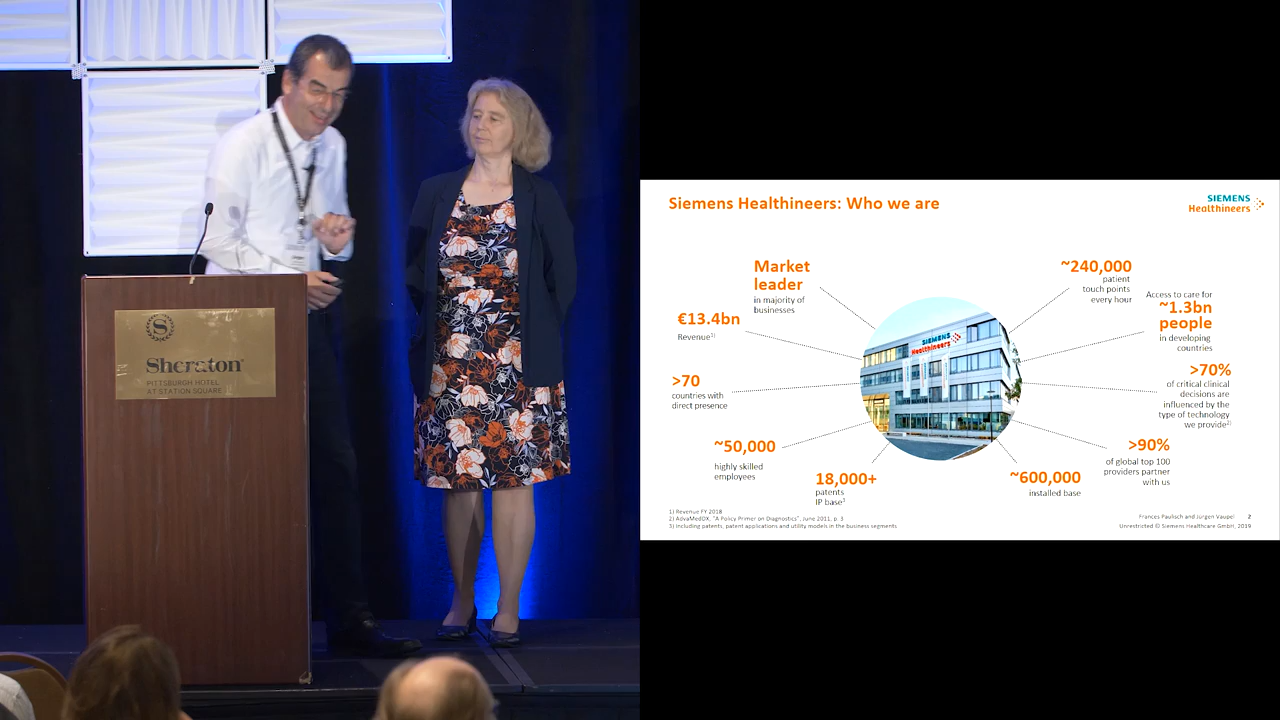 Sheraton
PITTSBURGH HOTEL
AT STATION SQUARE
Siemens Healthineers: Who we are
SIEMENS
Healthineers
Market
leader
in majority of
businesses
€13.4bn
Revenue1)
>70
countries with
direct presence
~50,000
highly skilled
employees
18,000+
patents
IP base3
SIEMENS
Healthineers
~240,000
patient
touch points
every hour
Access to care for
~1.3bn
people
in developing
countries
>70%
of critical clinical
decisions are
influenced by the
type of technology
we provide2)
>90%
of global top 100
providers partner
with us
~600,000
installed base
1) Revenue FY 2018
2) AdvaMedDX, "A Policy Primer on Diagnostics", June 2011, p. 3
3) Including patents, patent applications and utility models in the business segments
Frances Paulisch and Jürgen Vaupel 2
Unrestricted © Siemens Healthcare GmbH, 2019